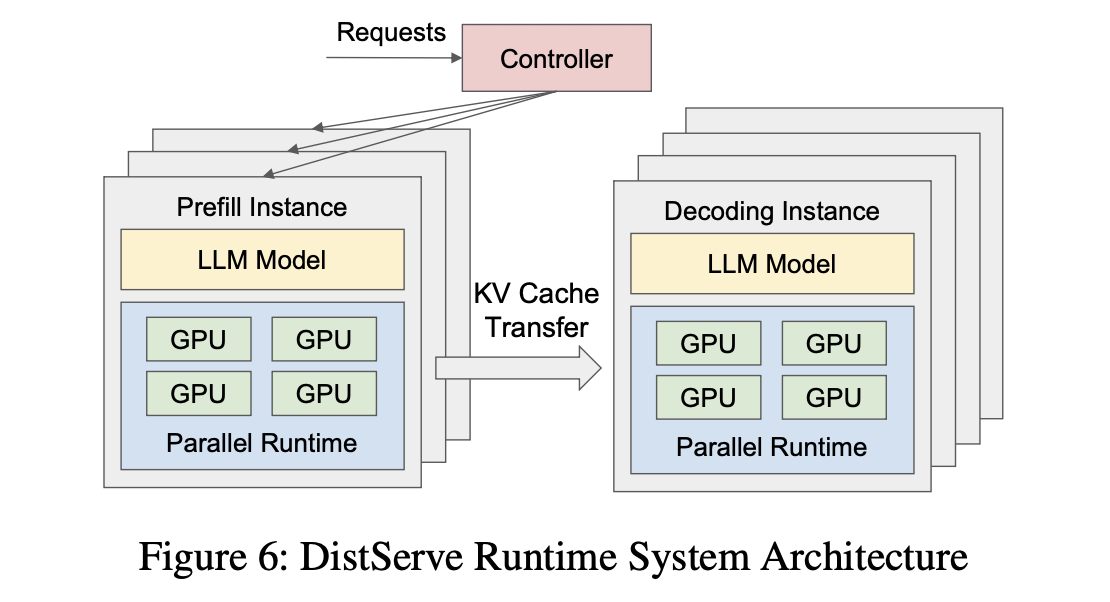 Requests
Controller
Prefill Instance
LLM Model
GPU GPU
GPU GPU
Parallel Runtime
KV Cache
Transfer
Decoding Instance
LLM Model
GPU GPU
GPU GPU
Parallel Runtime
Figure 6: DistServe Runtime System Architecture